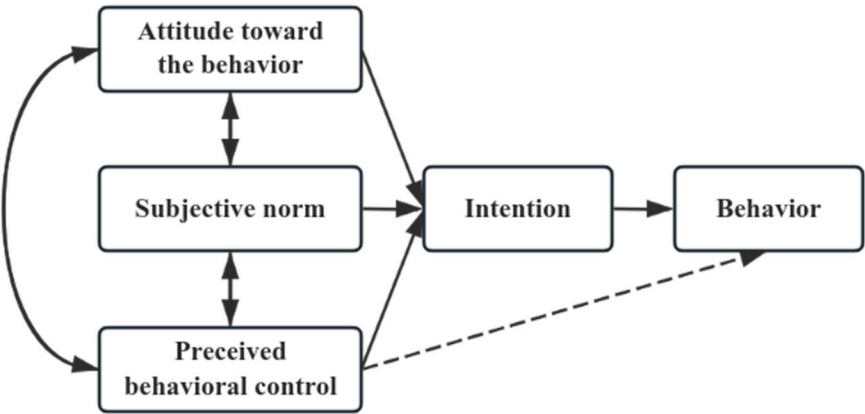 Attitude toward
the behavior
Subjective norm
Intention
Behavior
Preceived
behavioral control